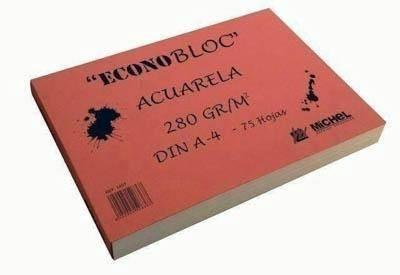 “ECONOBLOC”
ACUARELA
280 GR/M²
DIN A-4 - 75 Hojas
MICHEL